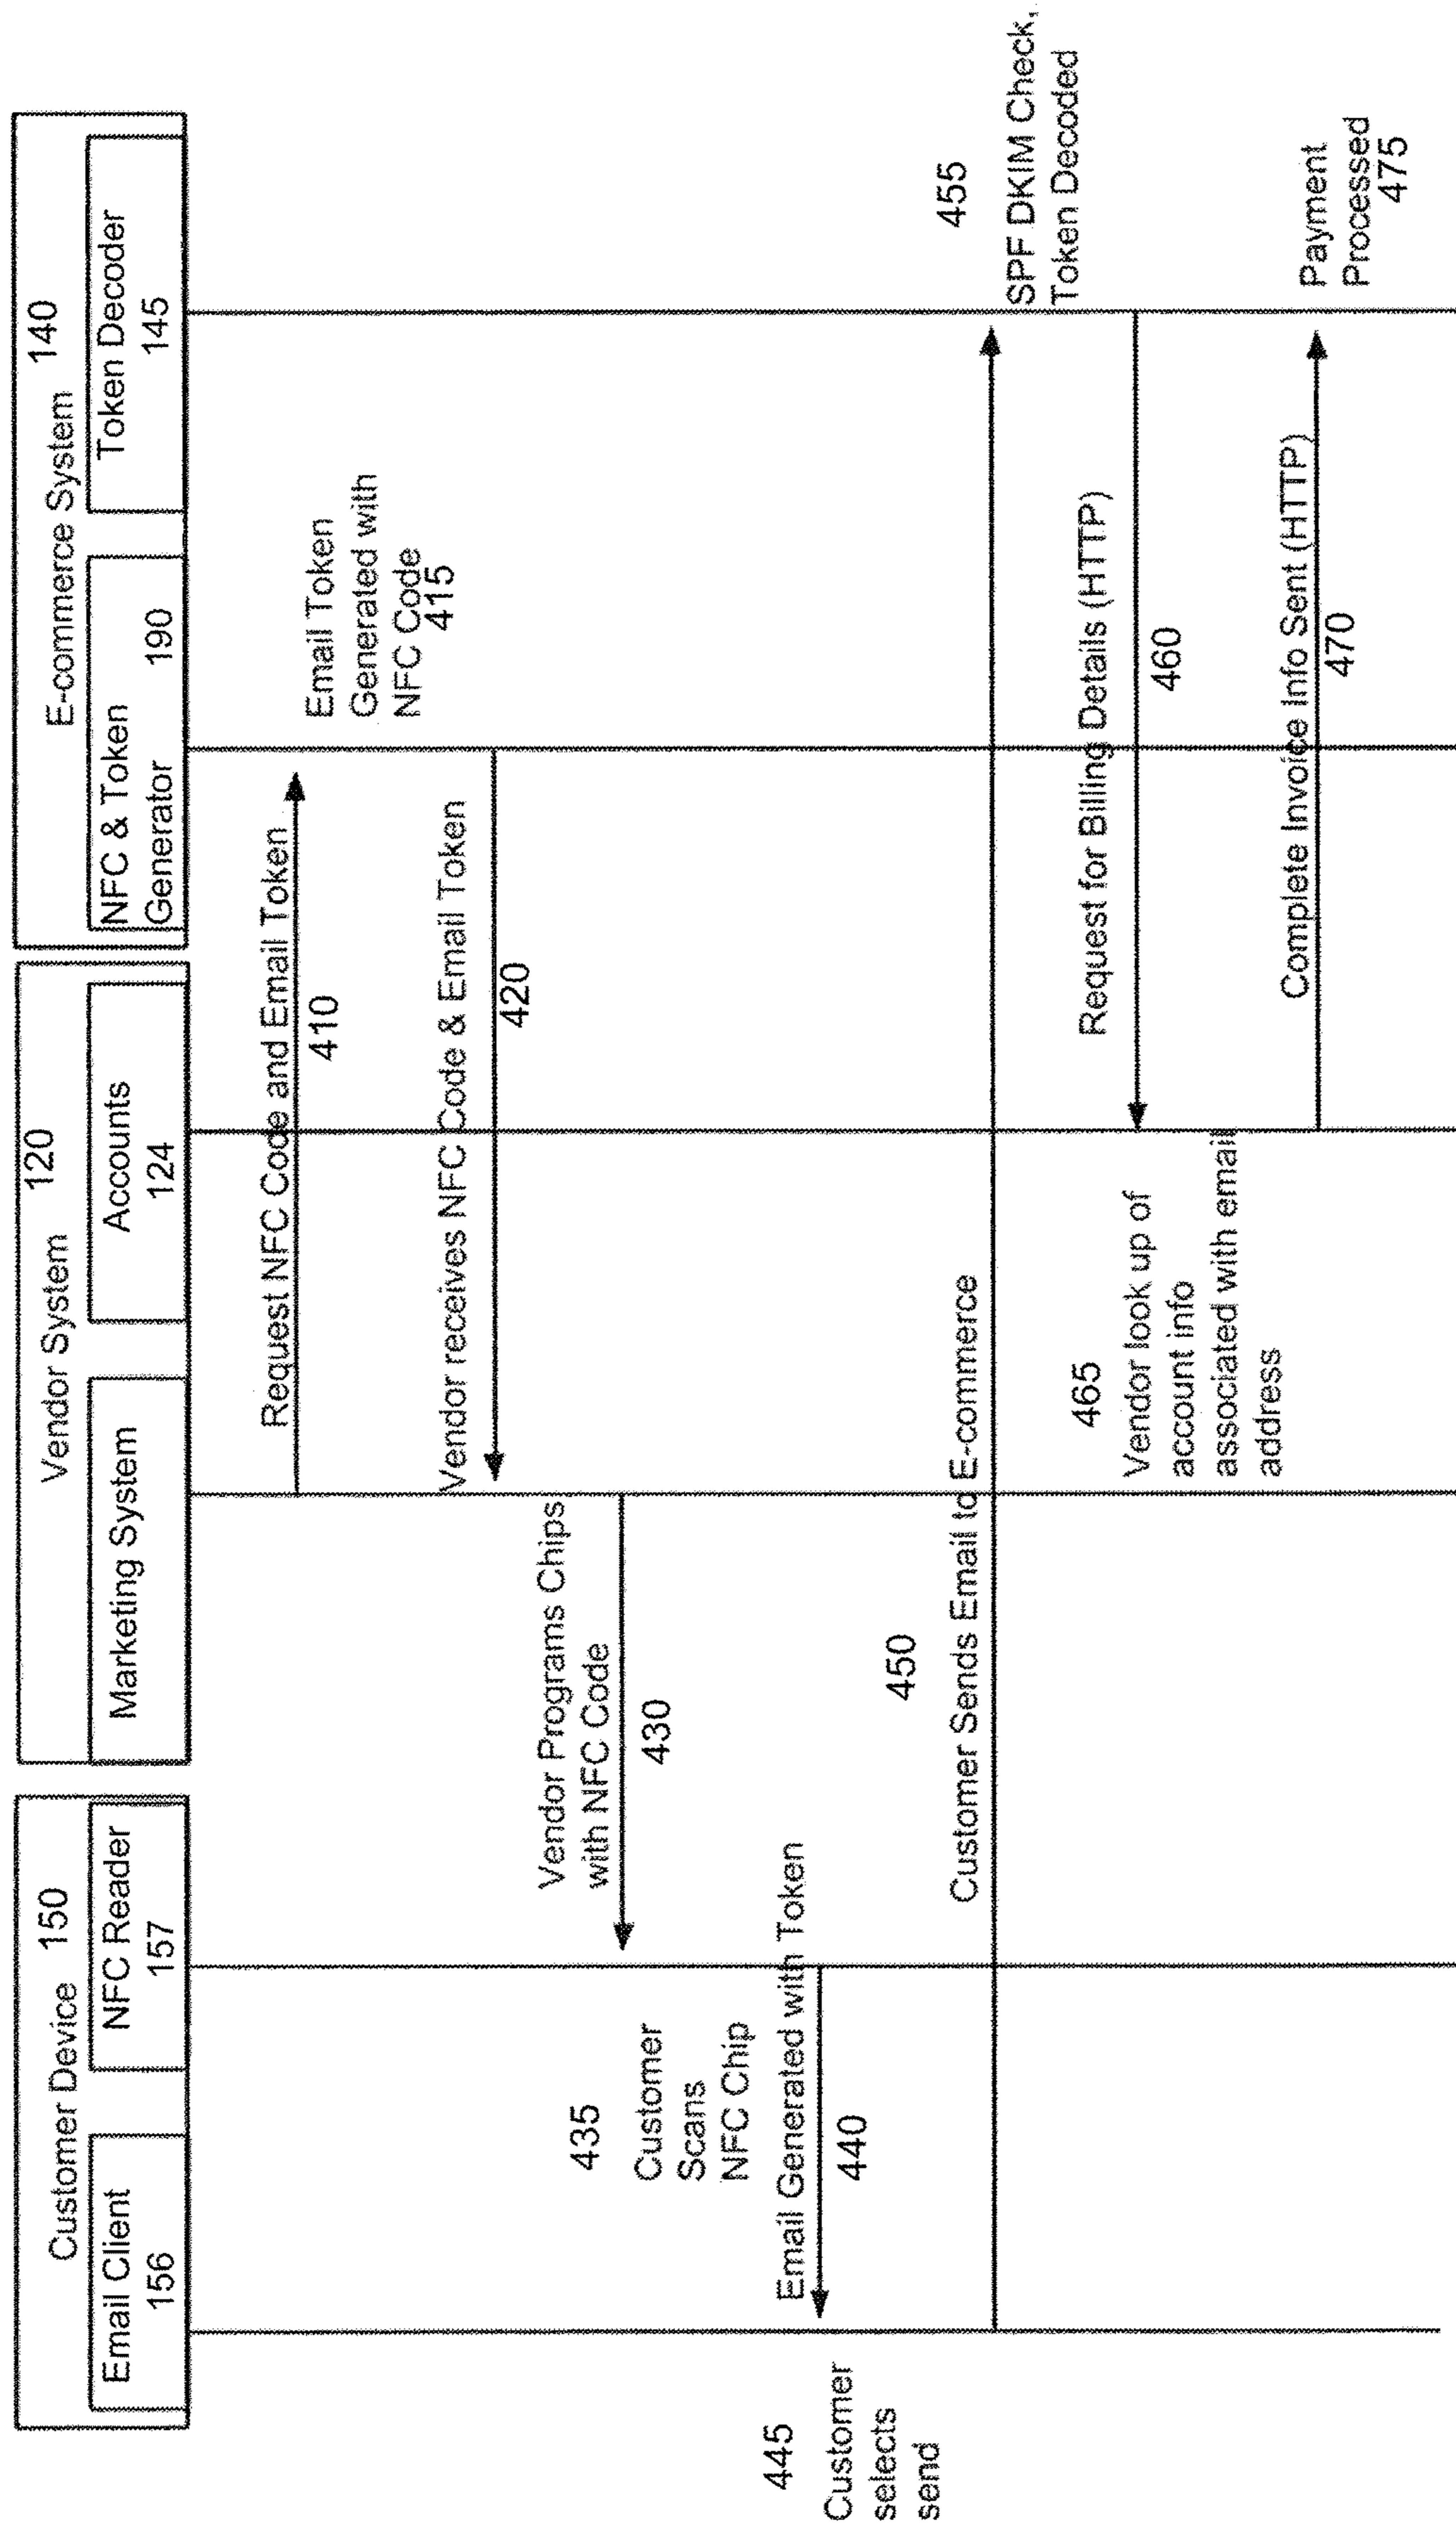 Customer Device 150
Email Client
156
NFC Reader
157
Vendor System 120
Marketing System
Accounts
124
E-commerce System 140
NFC & Token
Generator 190
Token Decoder
145
Request NFC Code and Email Token
410
Email Token
Generated with
NFC Code
415
Vendor receives NFC Code & Email Token
420
Vendor Programs Chips
with NFC Code
430
435
Customer
Scans
NFC Chip
Email Generated with Token
440
445
Customer
selects
send
450
Customer Sends Email to E-commerce
455
SPF DKIM Check,
Token Decoded
Request for Billing Details (HTTP)
460
465
Vendor look up of
account info
associated with email
address
Complete Invoice Info Sent (HTTP)
470
Payment
Processed
475